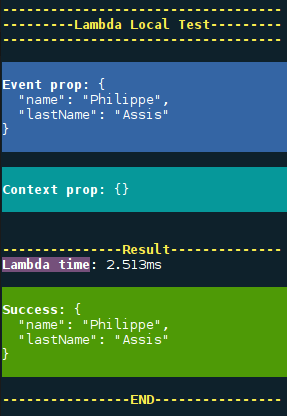 -----------------------------------
---------Lambda Local Test---------
-----------------------------------
Event prop: {
  "name": "Philippe",
  "lastName": "Assis"
}
Context prop: {}
---------------Result--------------
Lambda time: 2.513ms
Success: {
  "name": "Philippe",
  "lastName": "Assis"
}
----------------END----------------